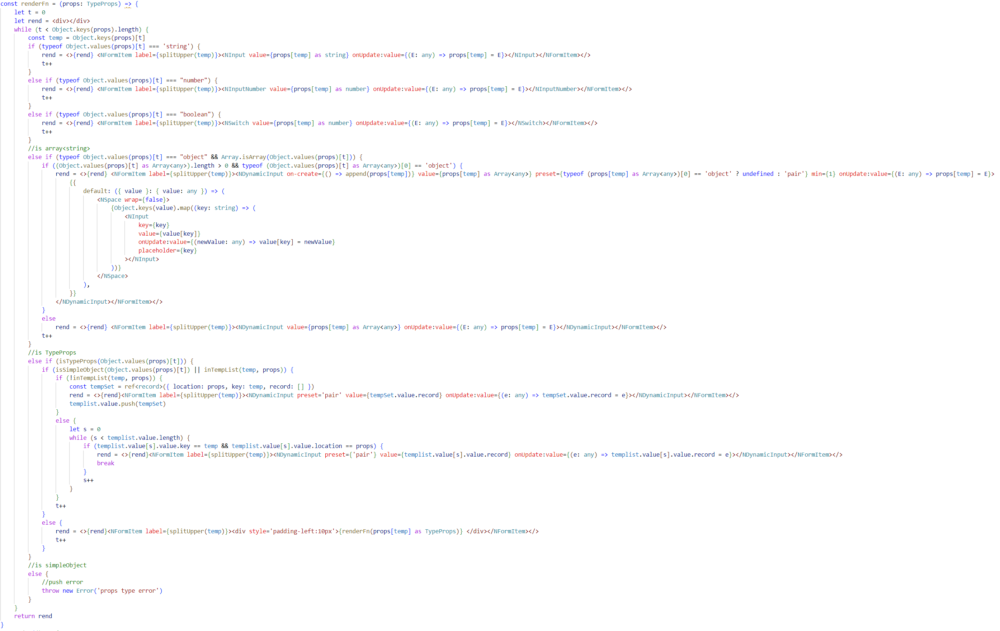 const renderFn = (props: TypeProps) => {
    let t = 0
    let rend = <div></div>
    while (t < Object.keys(props).length) {
        const temp = Object.keys(props)[t]
        if (typeof Object.values(props)[t] === 'string') {
            rend = <>{rend} <NFormItem label={splitUpper(temp)}><NInput value={props[temp] as string} onUpdate:value={(E: any) => props[temp] = E}></NInput></NFormItem></>
            t++
        }
        else if (typeof Object.values(props)[t] === "number") {
            rend = <>{rend} <NFormItem label={splitUpper(temp)}><NInputNumber value={props[temp] as number} onUpdate:value={(E: any) => props[temp] = E}></NInputNumber></NFormItem></>
            t++
        }
        else if (typeof Object.values(props)[t] === "boolean") {
            rend = <>{rend} <NFormItem label={splitUpper(temp)}><NSwitch value={props[temp] as number} onUpdate:value={(E: any) => props[temp] = E}></NSwitch></NFormItem></>
            t++
        }
        //is array<string>
        else if (typeof Object.values(props)[t] === "object" && Array.isArray(Object.values(props)[t])) {
            if ((Object.values(props)[t] as Array<any>).length > 0 && typeof (Object.values(props)[t] as Array<any>)[0] == 'object') {
                rend = <>{rend} <NFormItem label={splitUpper(temp)}><NDynamicInput on-create={() => append(props[temp])} value={props[temp] as Array<any>} preset={typeof (props[temp] as Array<any>)[0] == 'object' ? undefined : 'pair'} min={1} onUpdate:value={(E: any) => props[temp] = E}>
                    {{
                        default: ({ value }: { value: any }) => (
                            <NSpace wrap={false}>
                                {Object.keys(value).map((key: string) => (
                                    <NInput
                                        key={key}
                                        value={value[key]}
                                        onUpdate:value={(newValue: any) => value[key] = newValue}
                                        placeholder={key}
                                    ></NInput>
                                ))}
                            </NSpace>
                        ),
                    }}
                </NDynamicInput></NFormItem></>
            }
            else
                rend = <>{rend} <NFormItem label={splitUpper(temp)}><NDynamicInput value={props[temp] as Array<any>} onUpdate:value={(E: any) => props[temp] = E}></NDynamicInput></NFormItem></>
            t++
        }
        //is TypeProps
        else if (isTypeProps(Object.values(props)[t])) {
            if (isSimpleObject(Object.values(props)[t]) || inTempList(temp, props)) {
                if (!inTempList(temp, props)) {
                    const tempSet = ref<record>({ location: props, key: temp, record: [] })
                    rend = <>{rend}<NFormItem label={splitUpper(temp)}><NDynamicInput preset='pair' value={tempSet.value.record} onUpdate:value={(e: any) => tempSet.value.record = e}></NDynamicInput></NFormItem></>
                    templist.value.push(tempSet)
                }
                else {
                    let s = 0
                    while (s < templist.value.length) {
                        if (templist.value[s].value.key == temp && templist.value[s].value.location == props) {
                            rend = <>{rend}<NFormItem label={splitUpper(temp)}><NDynamicInput preset={'pair'} value={templist.value[s].value.record} onUpdate:value={(e: any) => templist.value[s].value.record = e}></NDynamicInput></NFormItem></>
                            break
                        }
                        s++
                    }
                }
                t++
            }
            else {
                rend = <>{rend}<NFormItem label={splitUpper(temp)}><div style='padding-left:10px'>{renderFn(props[temp] as TypeProps)} </div></NFormItem></>
                t++
            }
        }
        //is simpleObject
        else {
            //push error
            throw new Error('props type error')
        }
    }
    return rend
}